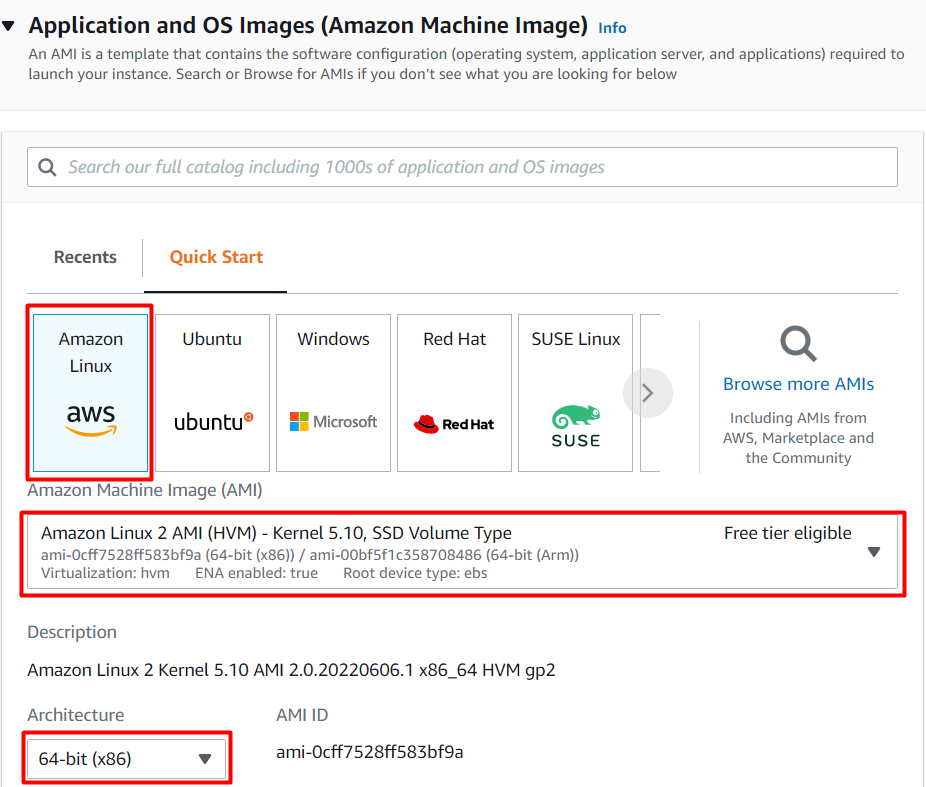 Application and OS Images (Amazon Machine Image) Info
An AMI is a template that contains the software configuration (operating system, application server, and applications) required to
launch your instance. Search or Browse for AMIs if you don’t see what you are looking for below
Search our full catalog including 1000s of application and OS images
Recents
Quick Start
Amazon
Linux
aws
Ubuntu
ubuntu
Windows
Microsoft
Red Hat
Red Hat
SUSE Linux
SUSE
Browse more AMIs
Including AMIs from
AWS, Marketplace and
the Community
Amazon Machine Image (AMI)
Amazon Linux 2 AMI (HVM) - Kernel 5.10, SSD Volume Type
Free tier eligible
ami-0cff7528ff583bf9a (64-bit (x86)) / ami-00bf5f1c358708486 (64-bit (Arm))
Virtualization: hvm ENA enabled: true Root device type: ebs
Description
Amazon Linux 2 Kernel 5.10 AMI 2.0.20220606.1 x86_64 HVM gp2
Architecture
AMI ID
64-bit (x86)
ami-0cff7528ff583bf9a